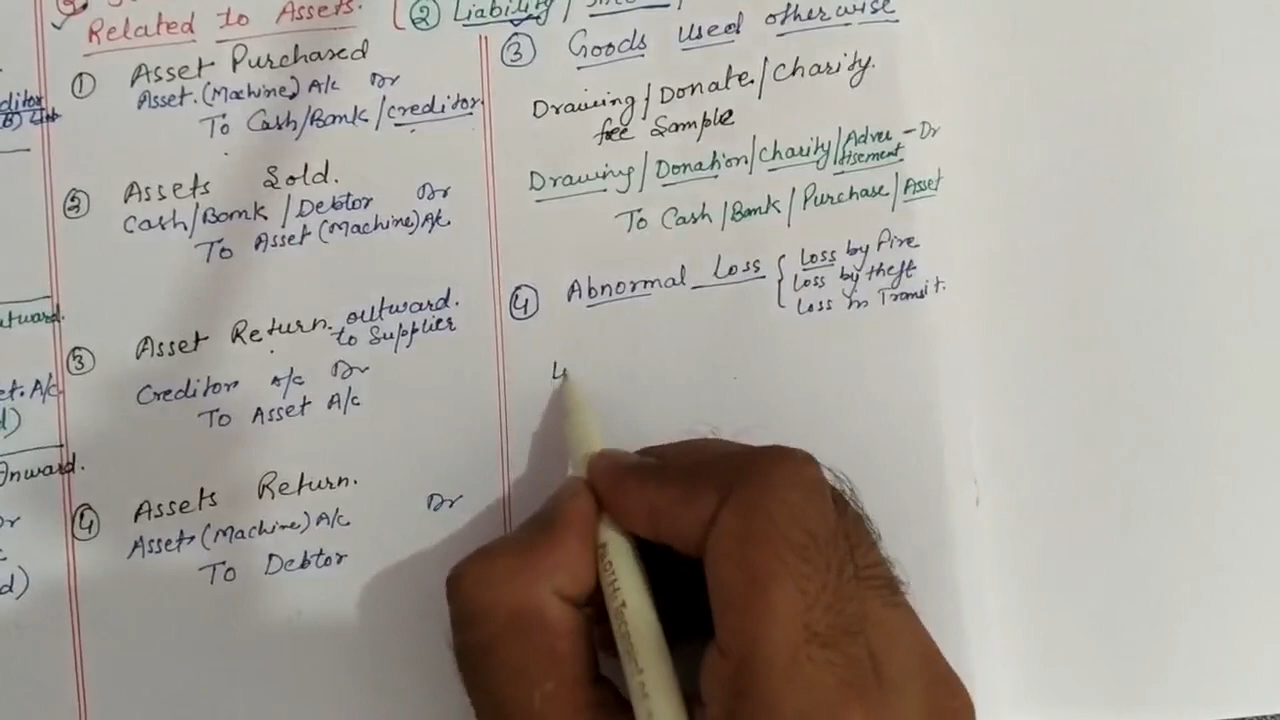 Related to Assets.
① Asset Purchased
Asset (Machine) A/c Dr
To Cash/Bank/creditor
② Assets Sold.
Cash/Bank/Debtor Dr
To Asset (Machine) A/c
③ Asset Return outward.
to Supplier
Creditor A/c Dr
To Asset A/c
④ Assets Return.
Assets (Machine) A/c Dr
To Debtor
② Liability/
③ Goods used otherwise
Drawing/Donate/Charity.
free Sample
Drawing/Donation/Charity/Adver - Dr
tisement
To Cash/Bank/Purchase/Asset
④ Abnormal Loss { Loss by Fire
Loss by theft
Loss in Transit.